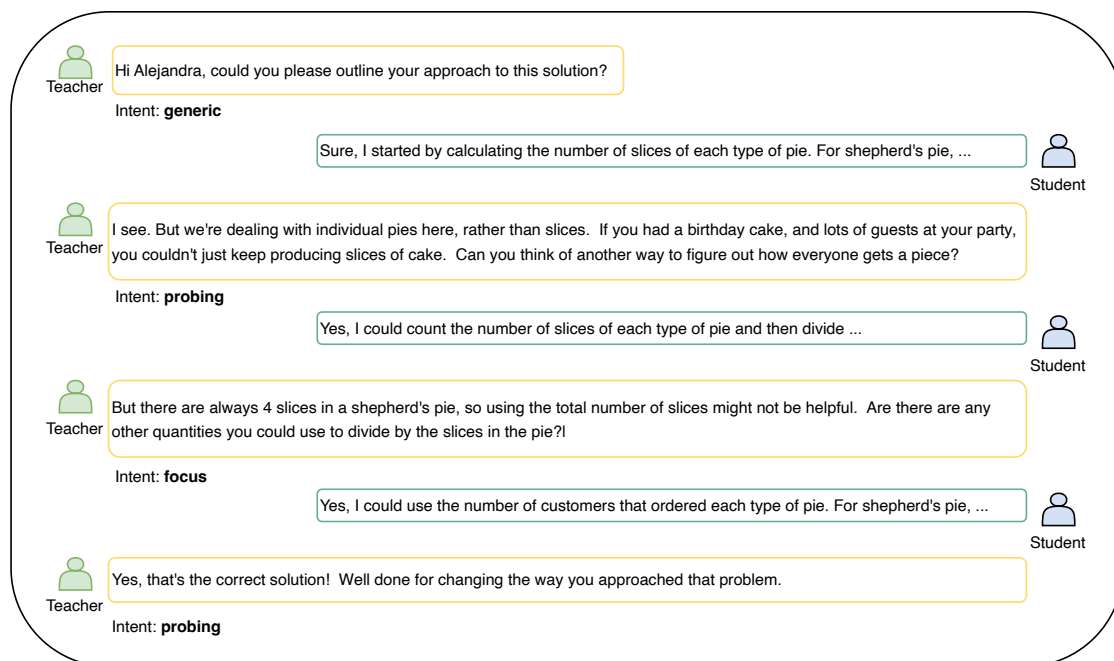 Hi Alejandra, could you please outline your approach to this solution?
Teacher
Intent: generic
Sure, I started by calculating the number of slices of each type of pie. For shepherd's pie, ...
Student
I see. But we're dealing with individual pies here, rather than slices.  If you had a birthday cake, and lots of guests at your party,
you couldn't just keep producing slices of cake.  Can you think of another way to figure out how everyone gets a piece?
Teacher
Intent: probing
Yes, I could count the number of slices of each type of pie and then divide ...
Student
But there are always 4 slices in a shepherd's pie, so using the total number of slices might not be helpful.  Are there are any
other quantities you could use to divide by the slices in the pie?l
Teacher
Intent: focus
Yes, I could use the number of customers that ordered each type of pie. For shepherd's pie, ...
Student
Yes, that's the correct solution!  Well done for changing the way you approached that problem.
Teacher
Intent: probing